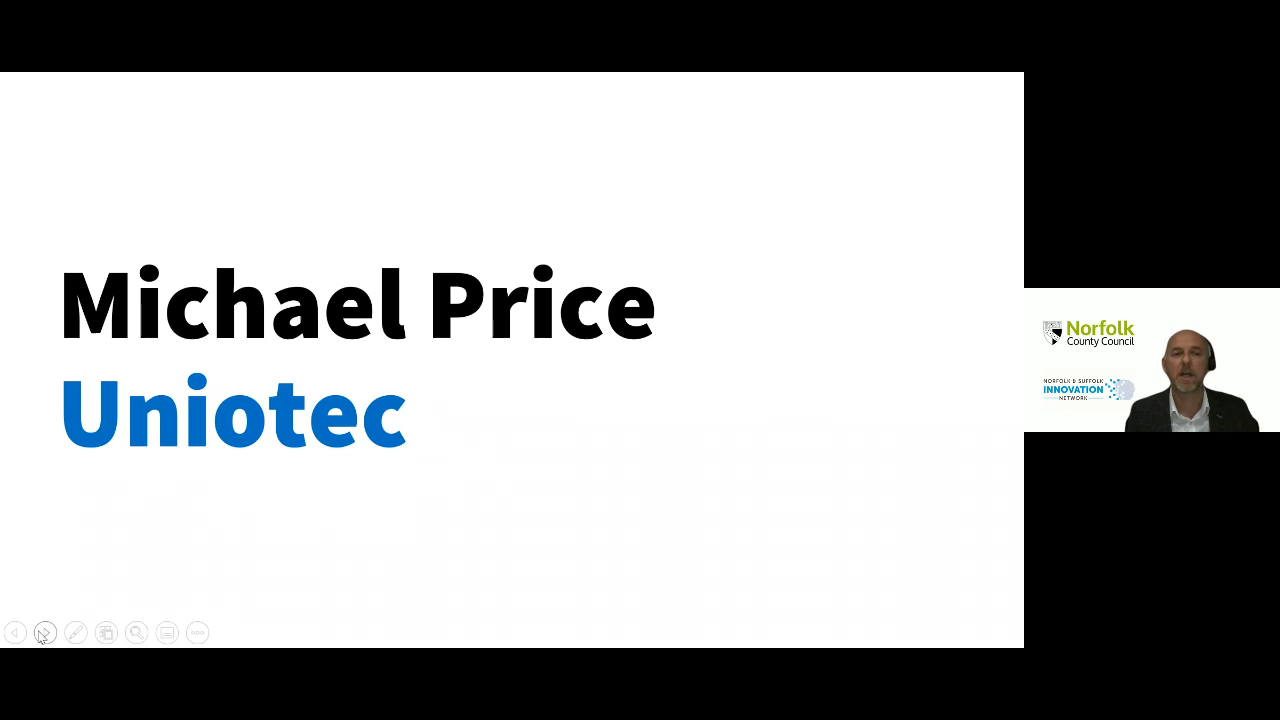 Michael Price
Uniotec
Norfolk
County Council
NORFOLK & SUFFOLK
INNOVATION
NETWORK